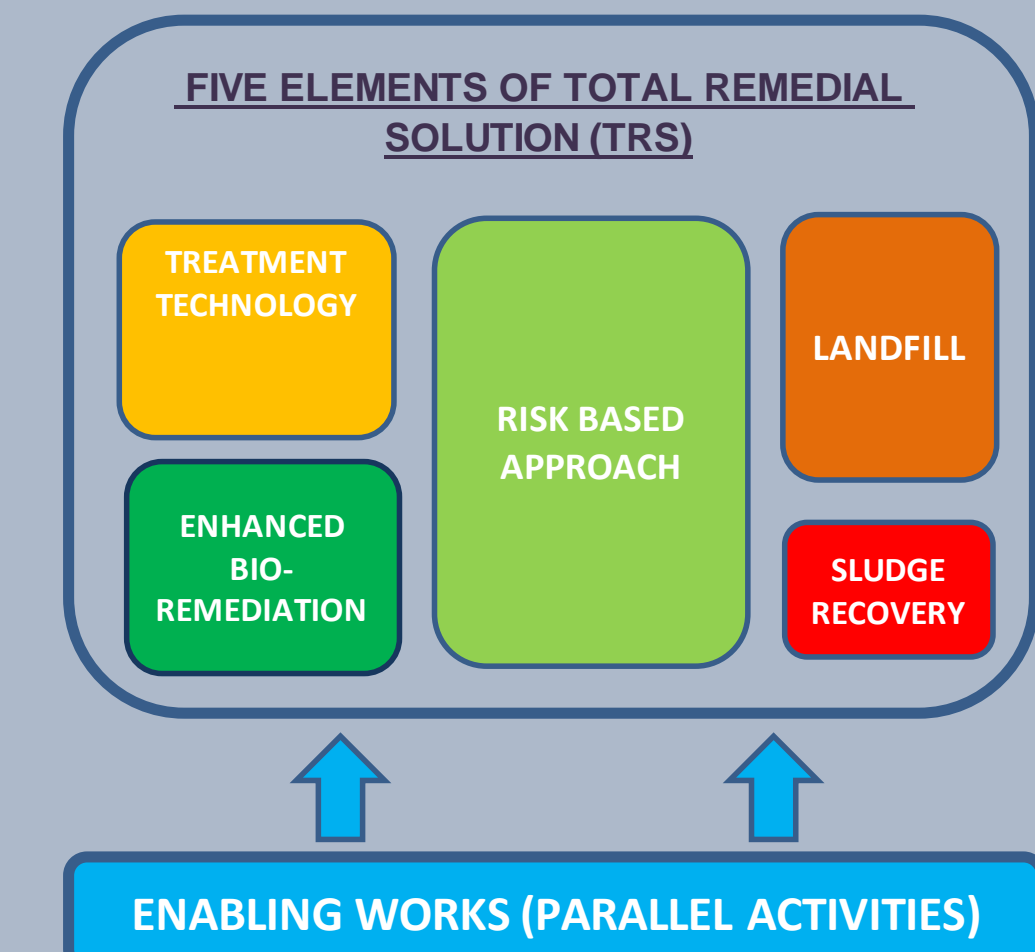 FIVE ELEMENTS OF TOTAL REMEDIAL
SOLUTION (TRS)
TREATMENT
TECHNOLOGY
ENHANCED
BIO-
REMEDIATION
RISK BASED
APPROACH
LANDFILL
SLUDGE
RECOVERY
ENABLING WORKS (PARALLEL ACTIVITIES)